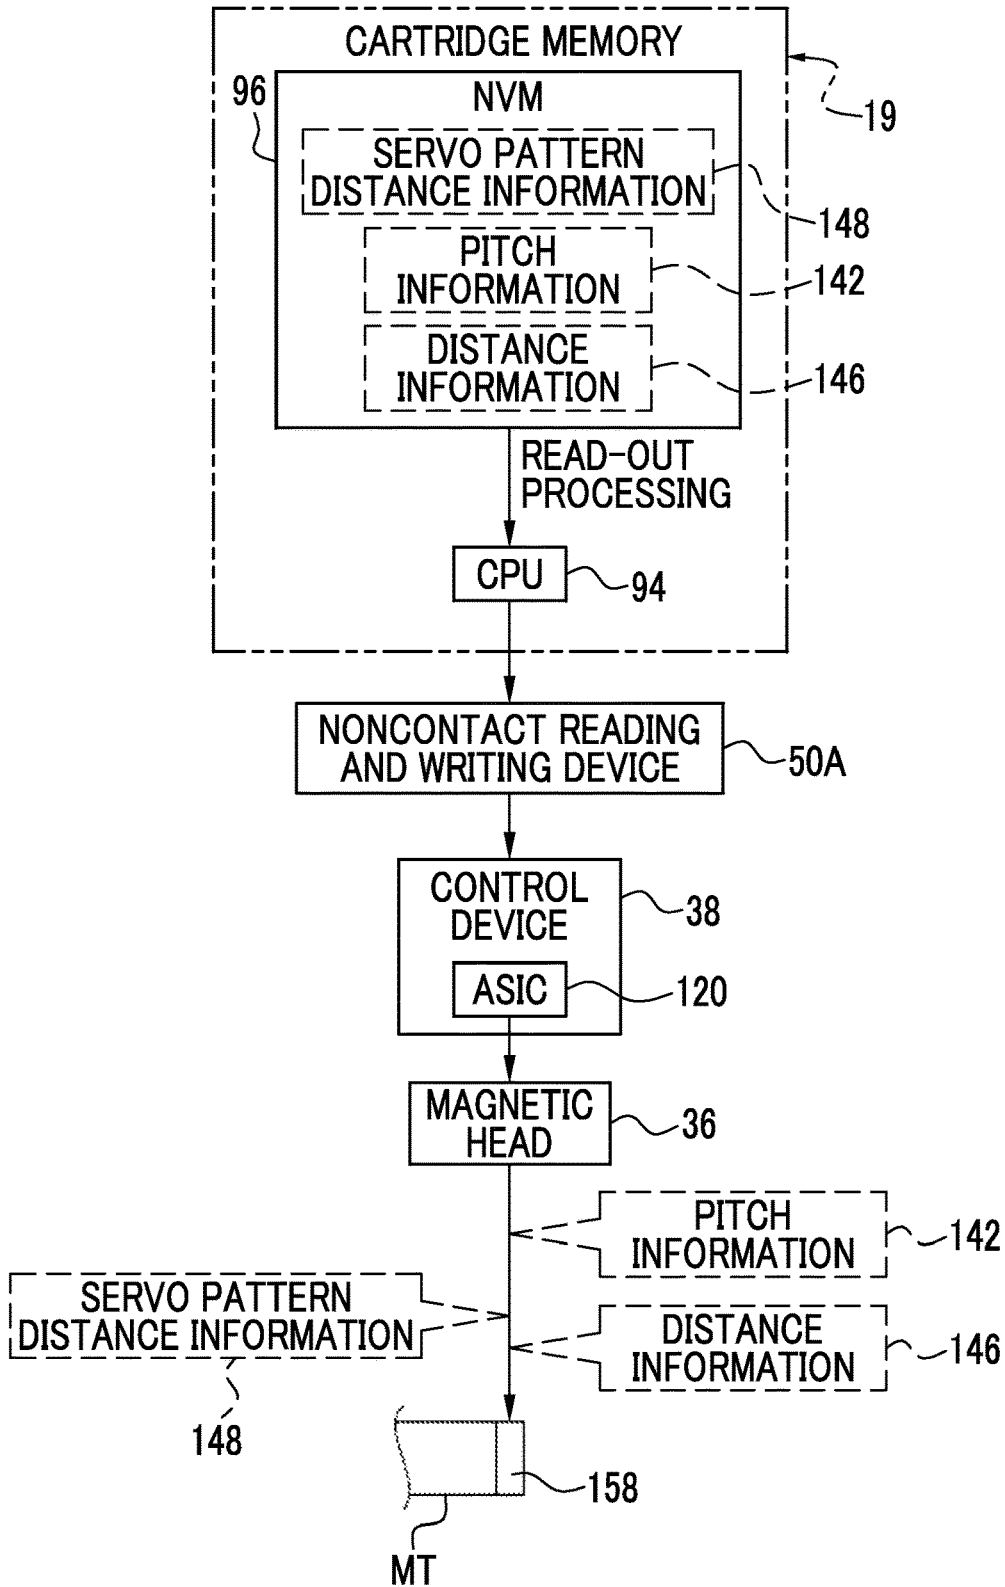 CARTRIDGE MEMORY
19
96
NVM
SERVO PATTERN
DISTANCE INFORMATION
148
PITCH
INFORMATION
142
DISTANCE
INFORMATION
146
READ-OUT
PROCESSING
CPU
94
NONCONTACT READING
AND WRITING DEVICE
50A
CONTROL
DEVICE
38
ASIC
120
MAGNETIC
HEAD
36
PITCH
INFORMATION
142
SERVO PATTERN
DISTANCE INFORMATION
148
DISTANCE
INFORMATION
146
158
MT